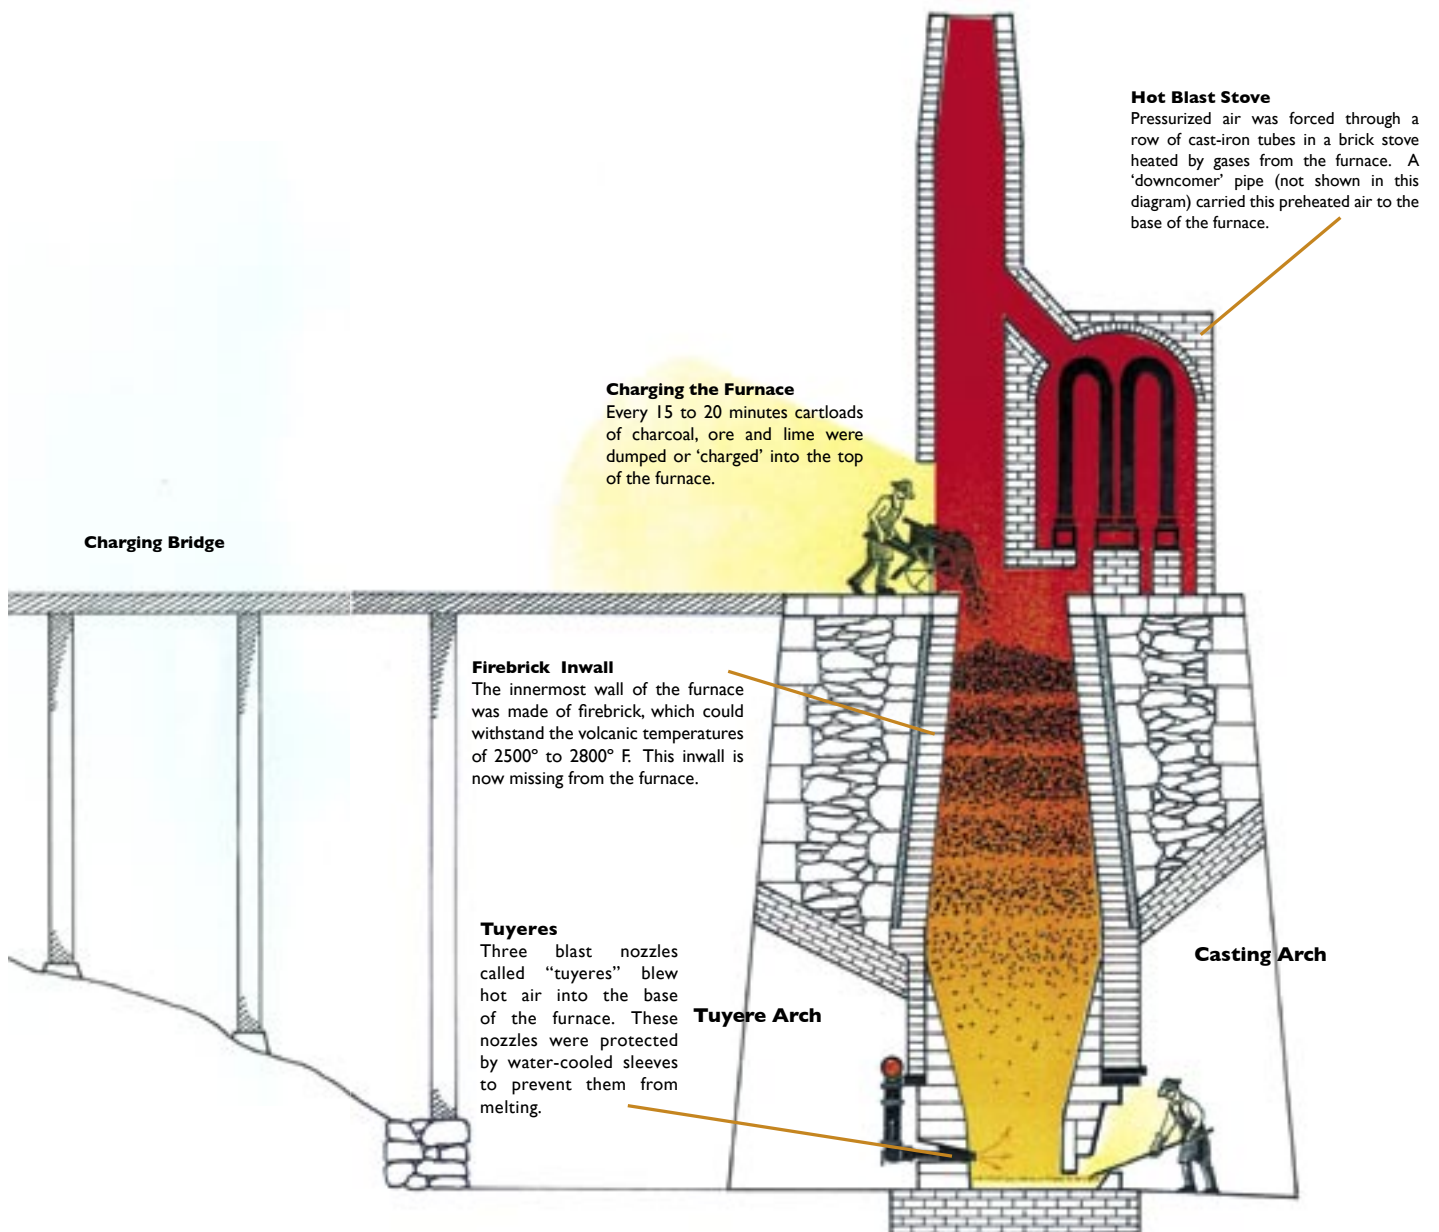 Hot Blast Stove
Pressurized air was forced through a
row of cast-iron tubes in a brick stove
heated by gases from the furnace. A
‘downcomer’ pipe (not shown in this
diagram) carried this preheated air to the
base of the furnace.
Charging the Furnace
Every 15 to 20 minutes cartloads
of charcoal, ore and lime were
dumped or ‘charged’ into the top
of the furnace.
Charging Bridge
Firebrick Inwall
The innermost wall of the furnace
was made of firebrick, which could
withstand the volcanic temperatures
of 2500º to 2800º F. This inwall is
now missing from the furnace.
Tuyeres
Three blast nozzles
called “tuyeres” blew
hot air into the base
of the furnace. These
nozzles were protected
by water-cooled sleeves
to prevent them from
melting.
Tuyere Arch
Casting Arch